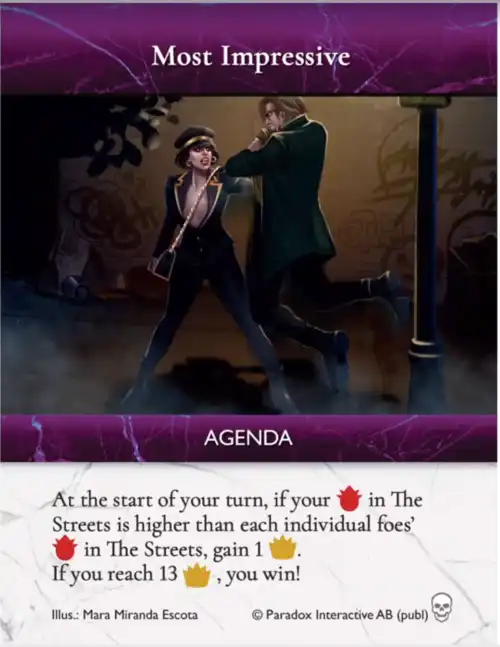 Most Impressive
AGENDA
At the start of your turn, if your in The
Streets is higher than each individual foes'
in The Streets, gain 1 .
If you reach 13 , you win!
Illus.: Mara Miranda Escota © Paradox Interactive AB (publ)